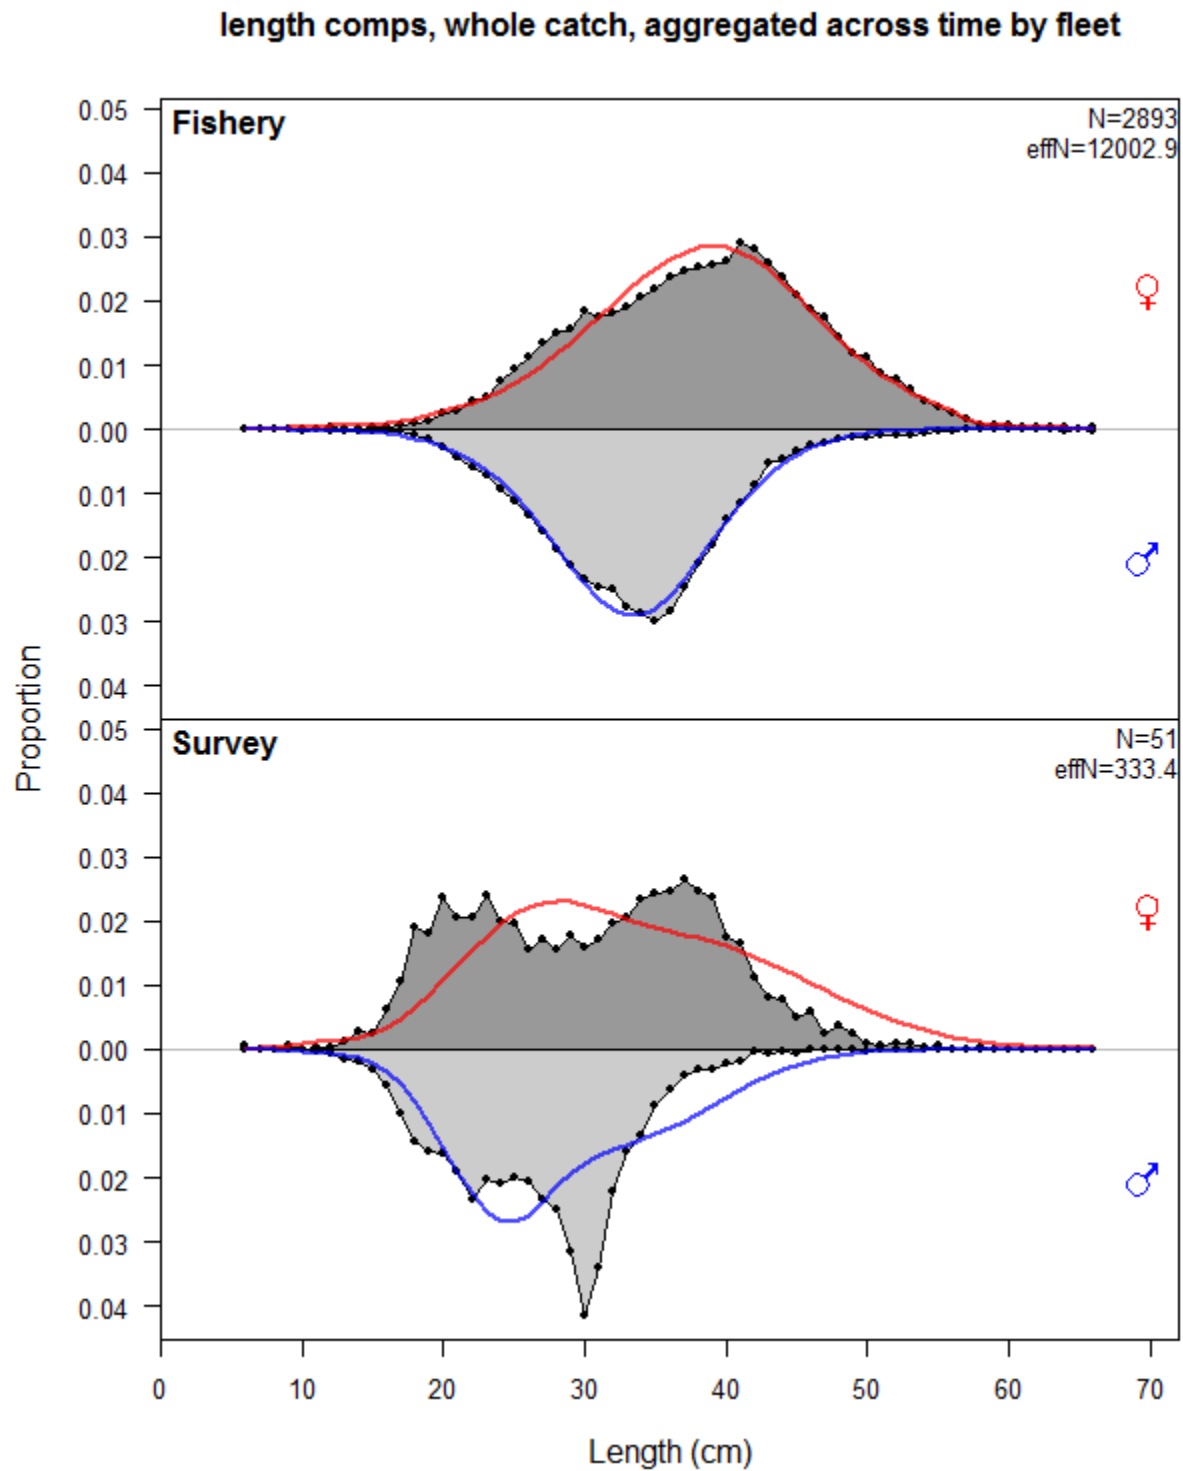 length comps, whole catch, aggregated across time by fleet
Fishery
N=2893
effN=12002.9
0.05
0.04
0.03
0.02
0.01
0.00
0.01
0.02
0.03
0.04
♀
♂
Proportion
Survey
N=51
effN=333.4
0.05
0.04
0.03
0.02
0.01
0.00
0.01
0.02
0.03
0.04
♀
♂
0 10 20 30 40 50 60 70
Length (cm)